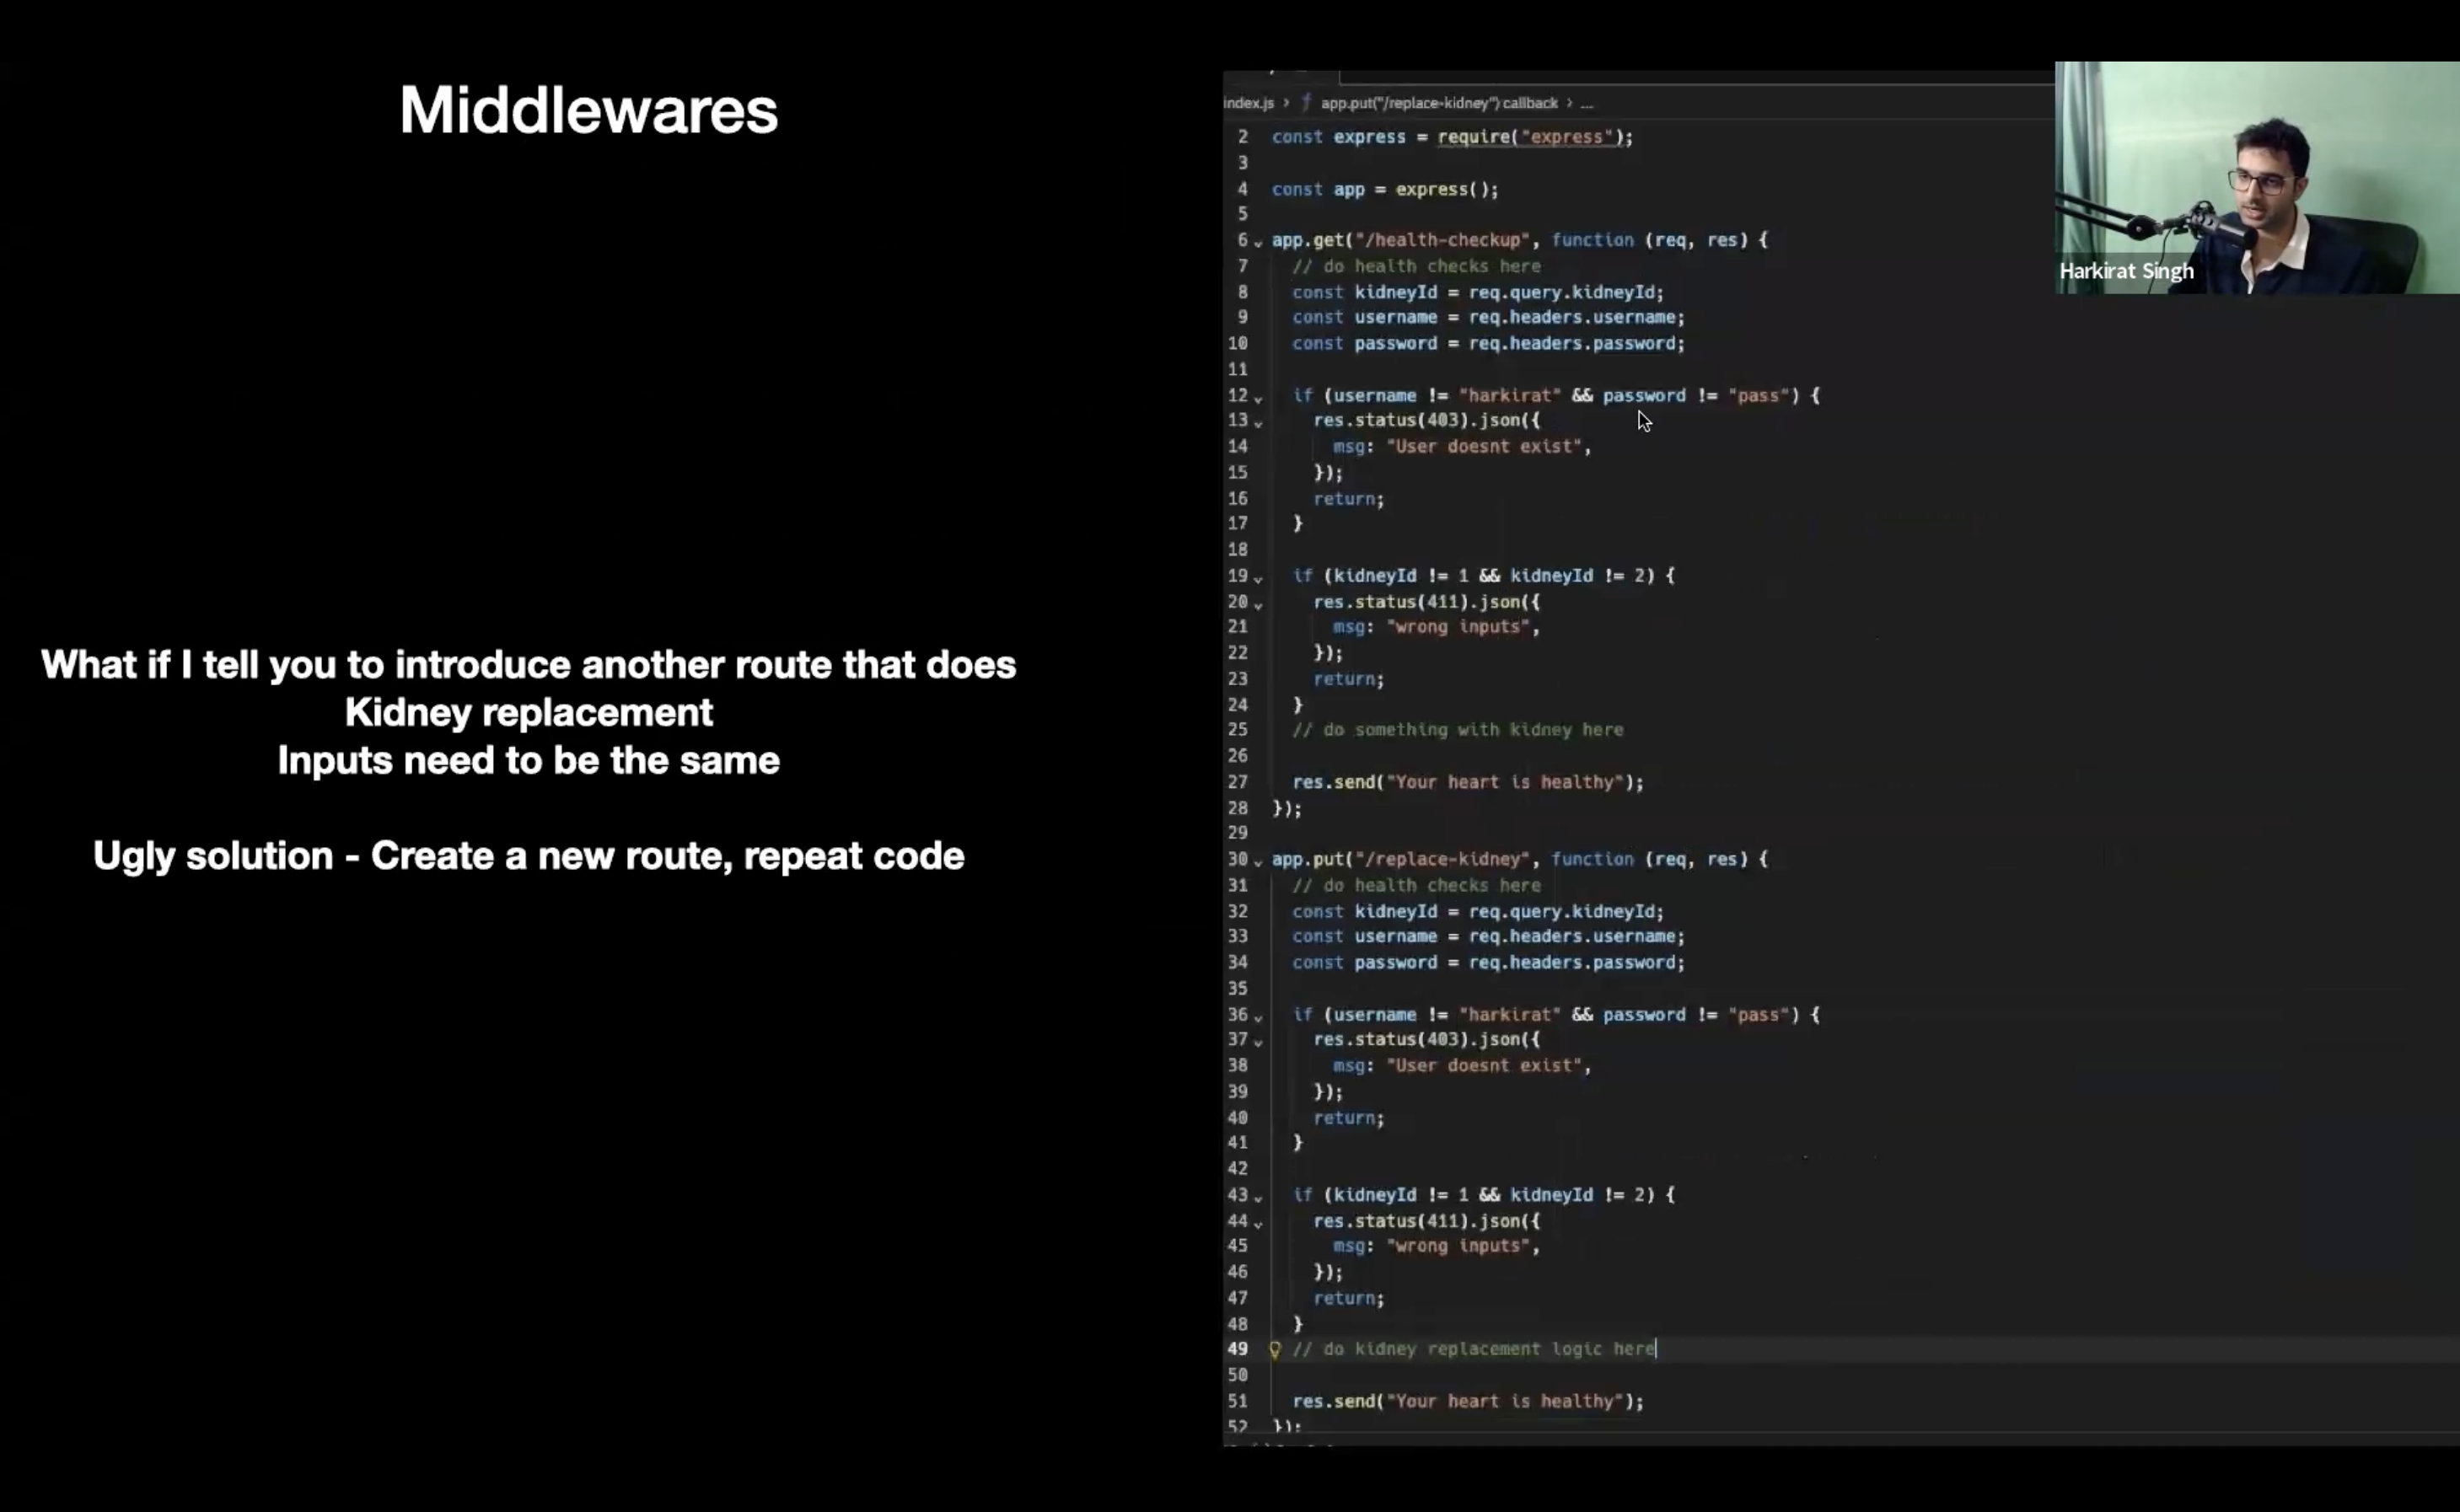 Middlewares
What if I tell you to introduce another route that does
Kidney replacement
Inputs need to be the same
Ugly solution - Create a new route, repeat code
index.js > app.put("/replace-kidney") callback > ...
2 const express = require("express");
3
4 const app = express();
5
6 app.get("/health-checkup", function (req, res) {
7 // do health checks here
8 const kidneyId = req.query.kidneyId;
9 const username = req.headers.username;
10 const password = req.headers.password;
11
12 if (username != "harkirat" && password != "pass") {
13 res.status(403).json({
14 msg: "User doesnt exist",
15 });
16 return;
17 }
18
19 if (kidneyId != 1 && kidneyId != 2) {
20 res.status(411).json({
21 msg: "wrong inputs",
22 });
23 return;
24 }
25 // do something with kidney here
26
27 res.send("Your heart is healthy");
28 });
29
30 app.put("/replace-kidney", function (req, res) {
31 // do health checks here
32 const kidneyId = req.query.kidneyId;
33 const username = req.headers.username;
34 const password = req.headers.password;
35
36 if (username != "harkirat" && password != "pass") {
37 res.status(403).json({
38 msg: "User doesnt exist",
39 });
40 return;
41 }
42
43 if (kidneyId != 1 && kidneyId != 2) {
44 res.status(411).json({
45 msg: "wrong inputs",
46 });
47 return;
48 }
49 // do kidney replacement logic here
50
51 res.send("Your heart is healthy");
52 });
Harkirat Singh